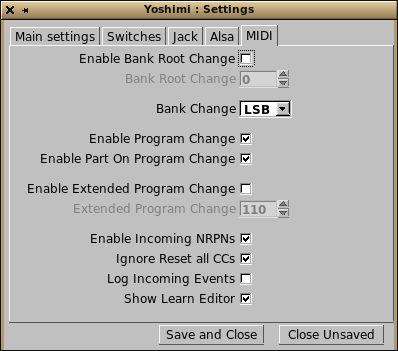 Yoshimi : Settings
Main settings Switches Jack Alsa MIDI
Enable Bank Root Change
Bank Root Change 0
Bank Change LSB
Enable Program Change
Enable Part On Program Change
Enable Extended Program Change
Extended Program Change 110
Enable Incoming NRPNs
Ignore Reset all CCs
Log Incoming Events
Show Learn Editor
Save and Close Close Unsaved